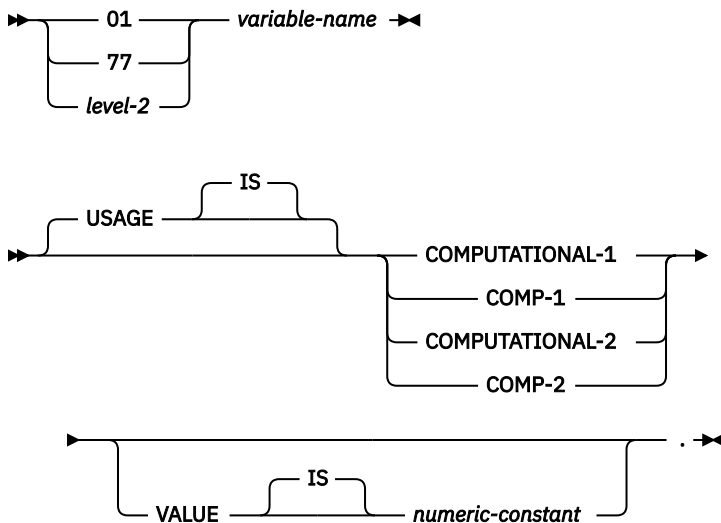 01 variable-name
77
level-2
IS
USAGE
COMPUTATIONAL-1
COMP-1
COMPUTATIONAL-2
COMP-2
.
IS
VALUE numeric-constant